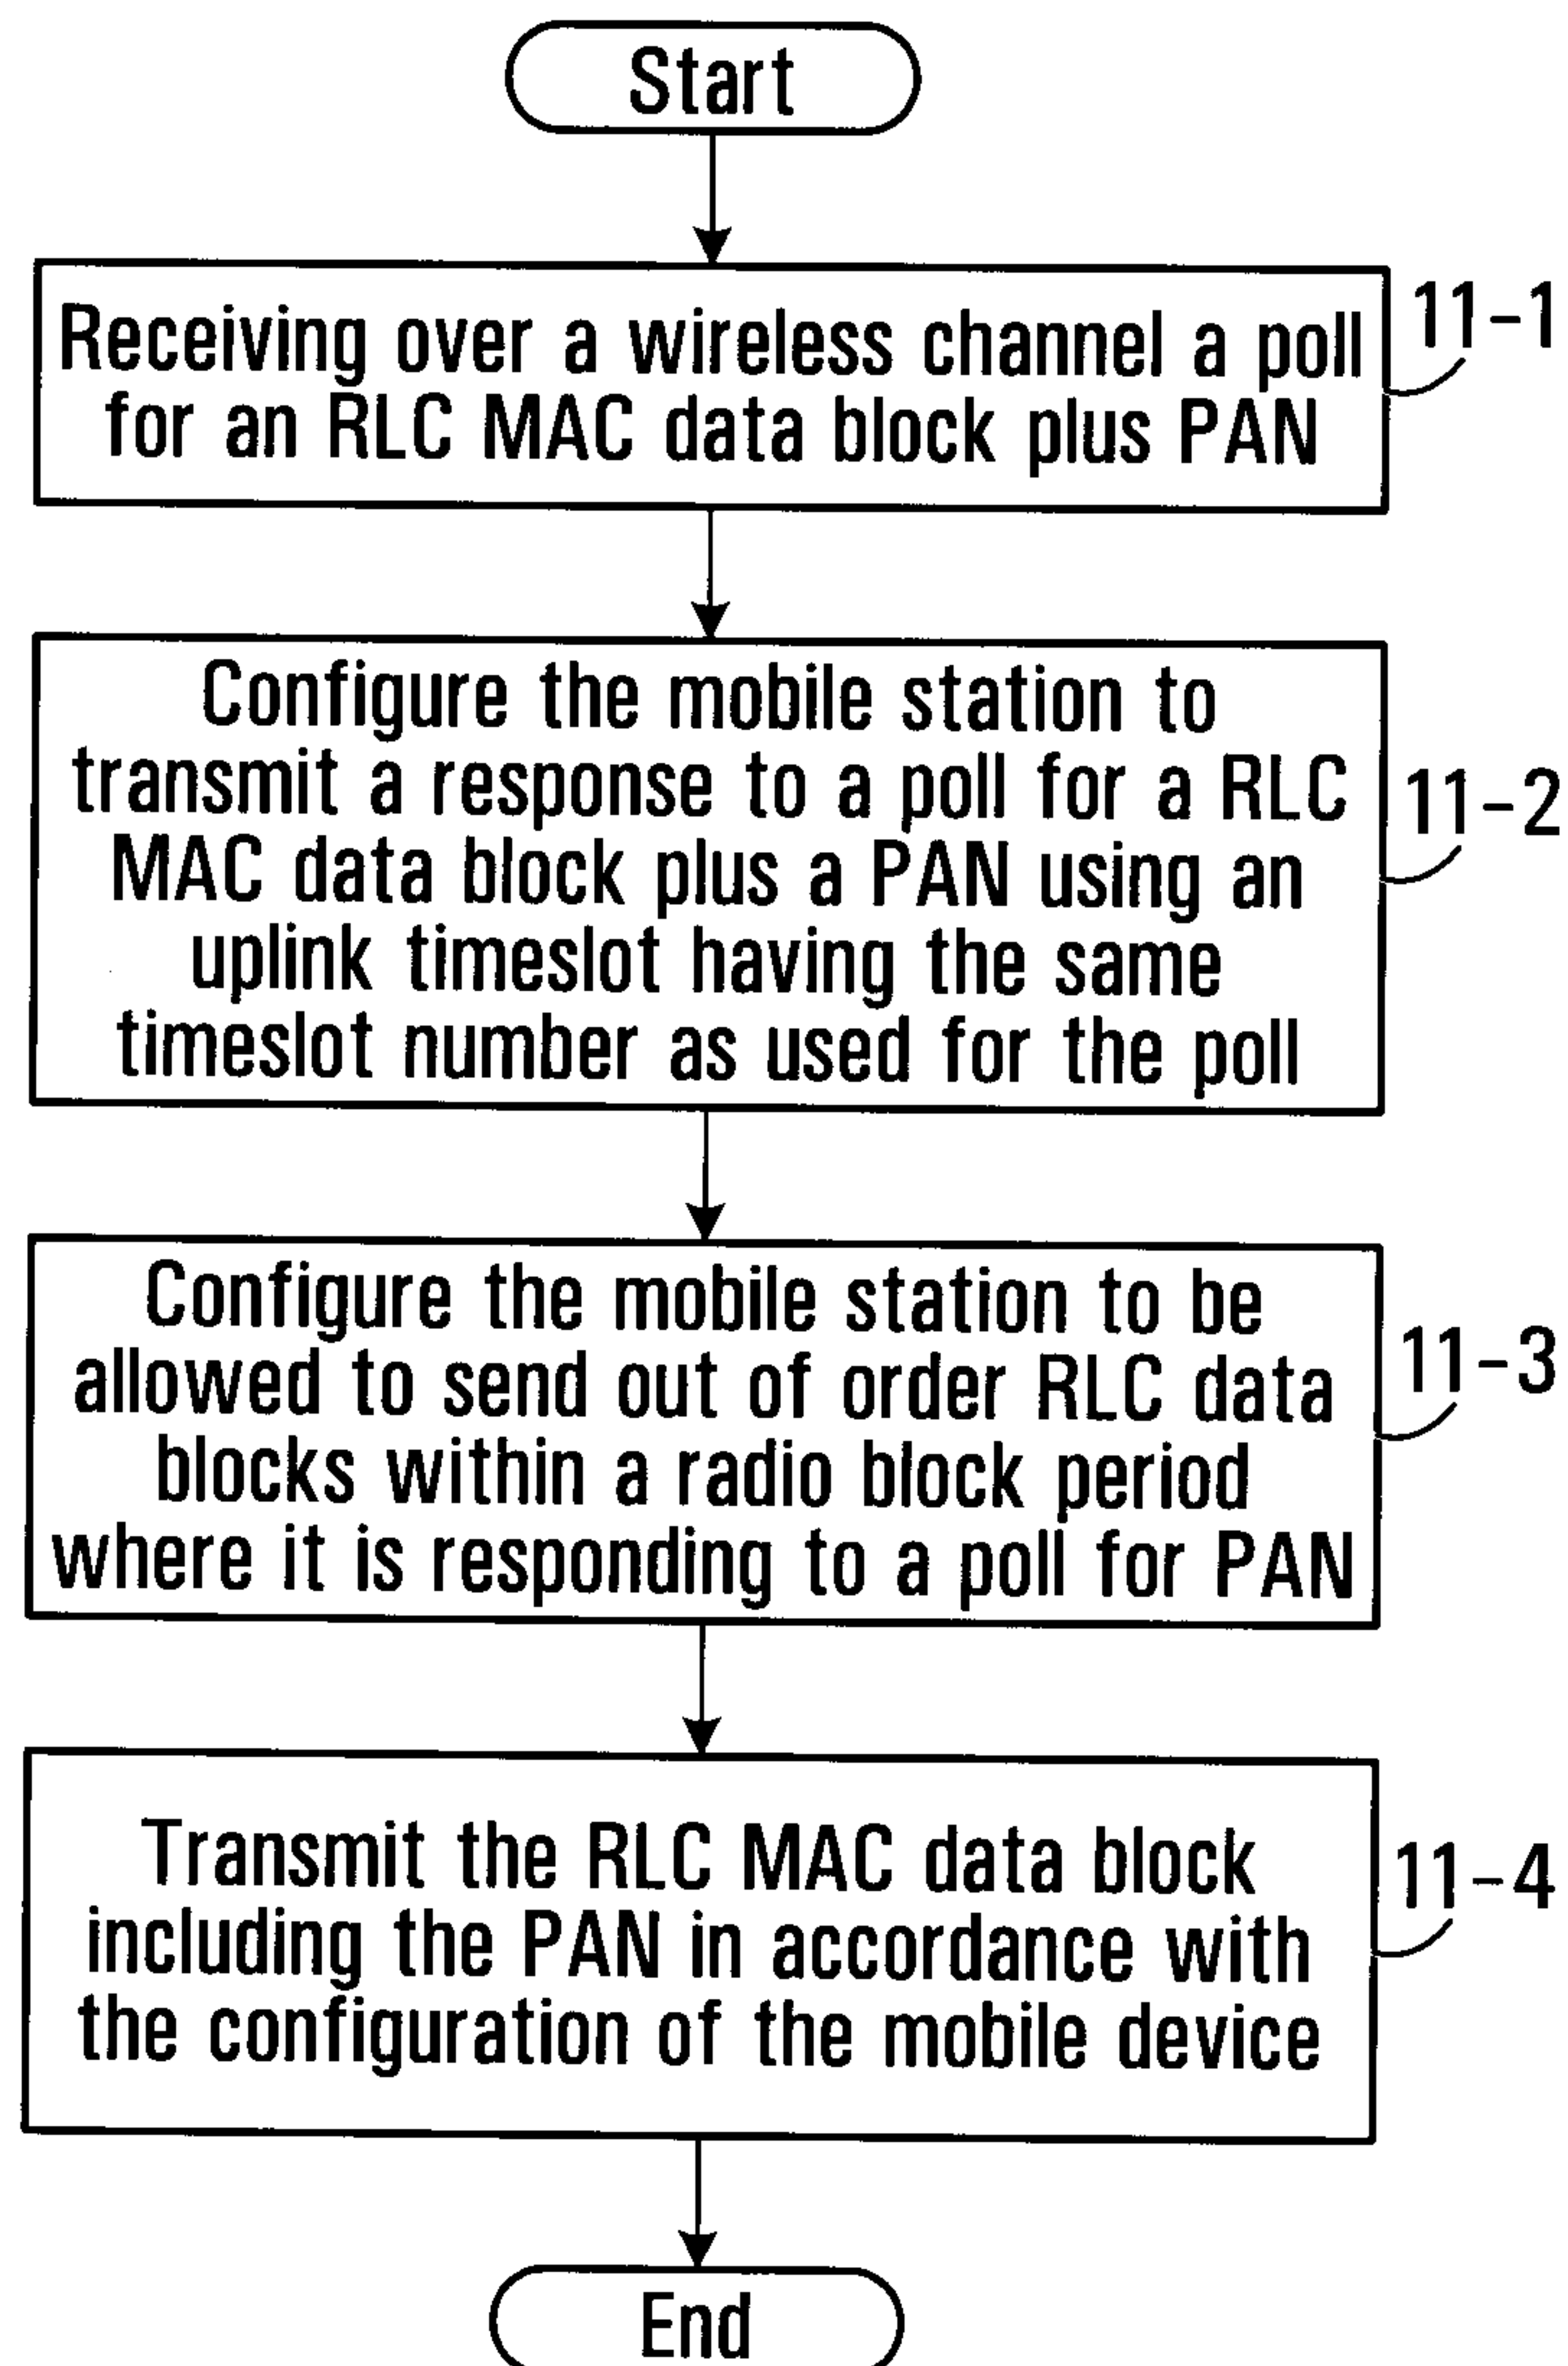 Start
Receiving over a wireless channel a poll
for an RLC MAC data block plus PAN
11-1
Configure the mobile station to
transmit a response to a poll for a RLC
MAC data block plus a PAN using an
uplink timeslot having the same
timeslot number as used for the poll
11-2
Configure the mobile station to be
allowed to send out of order RLC data
blocks within a radio block period
where it is responding to a poll for PAN
11-3
Transmit the RLC MAC data block
including the PAN in accordance with
the configuration of the mobile device
11-4
End